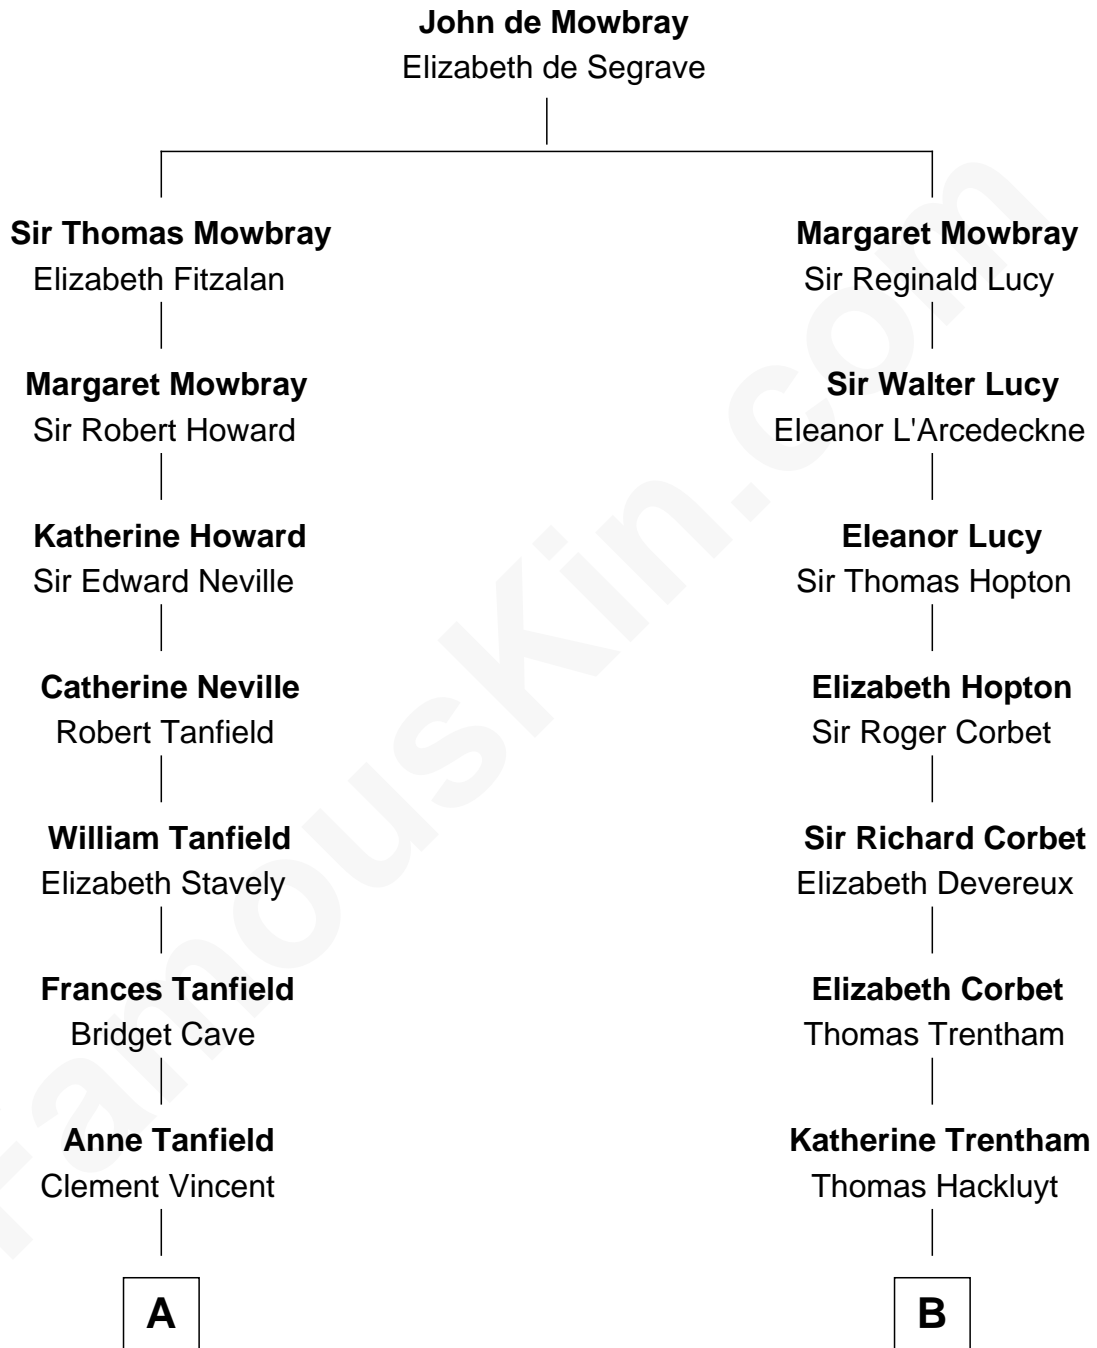 John de Mowbray
Elizabeth de Segrave
Sir Thomas Mowbray
Elizabeth Fitzalan
Margaret Mowbray
Sir Reginald Lucy
Margaret Mowbray
Sir Robert Howard
Sir Walter Lucy
Eleanor L'Arcedeckne
Katherine Howard
Sir Edward Neville
Eleanor Lucy
Sir Thomas Hopton
Catherine Neville
Robert Tanfield
Elizabeth Hopton
Sir Roger Corbet
William Tanfield
Elizabeth Stavely
Sir Richard Corbet
Elizabeth Devereux
Frances Tanfield
Bridget Cave
Elizabeth Corbet
Thomas Trentham
Anne Tanfield
Clement Vincent
Katherine Trentham
Thomas Hackluyt
A
B
FamousKin.com